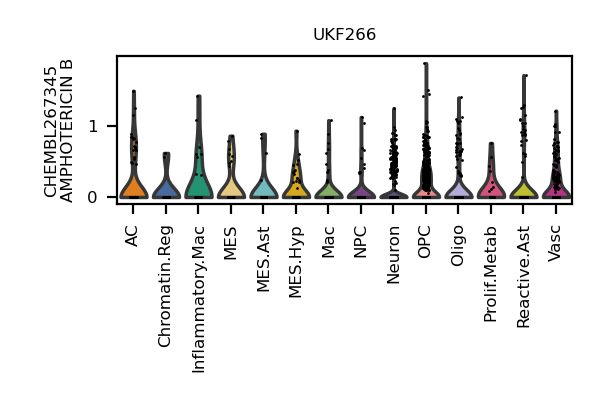 UKF266
CHEMBL267345
AMPHOTERICIN B
1
0
AC
Chromatin.Reg
Inflammatory.Mac
MES
MES.Ast
MES.Hyp
Mac
NPC
Neuron
OPC
Oligo
Prolif.Metab
Reactive.Ast
Vasc